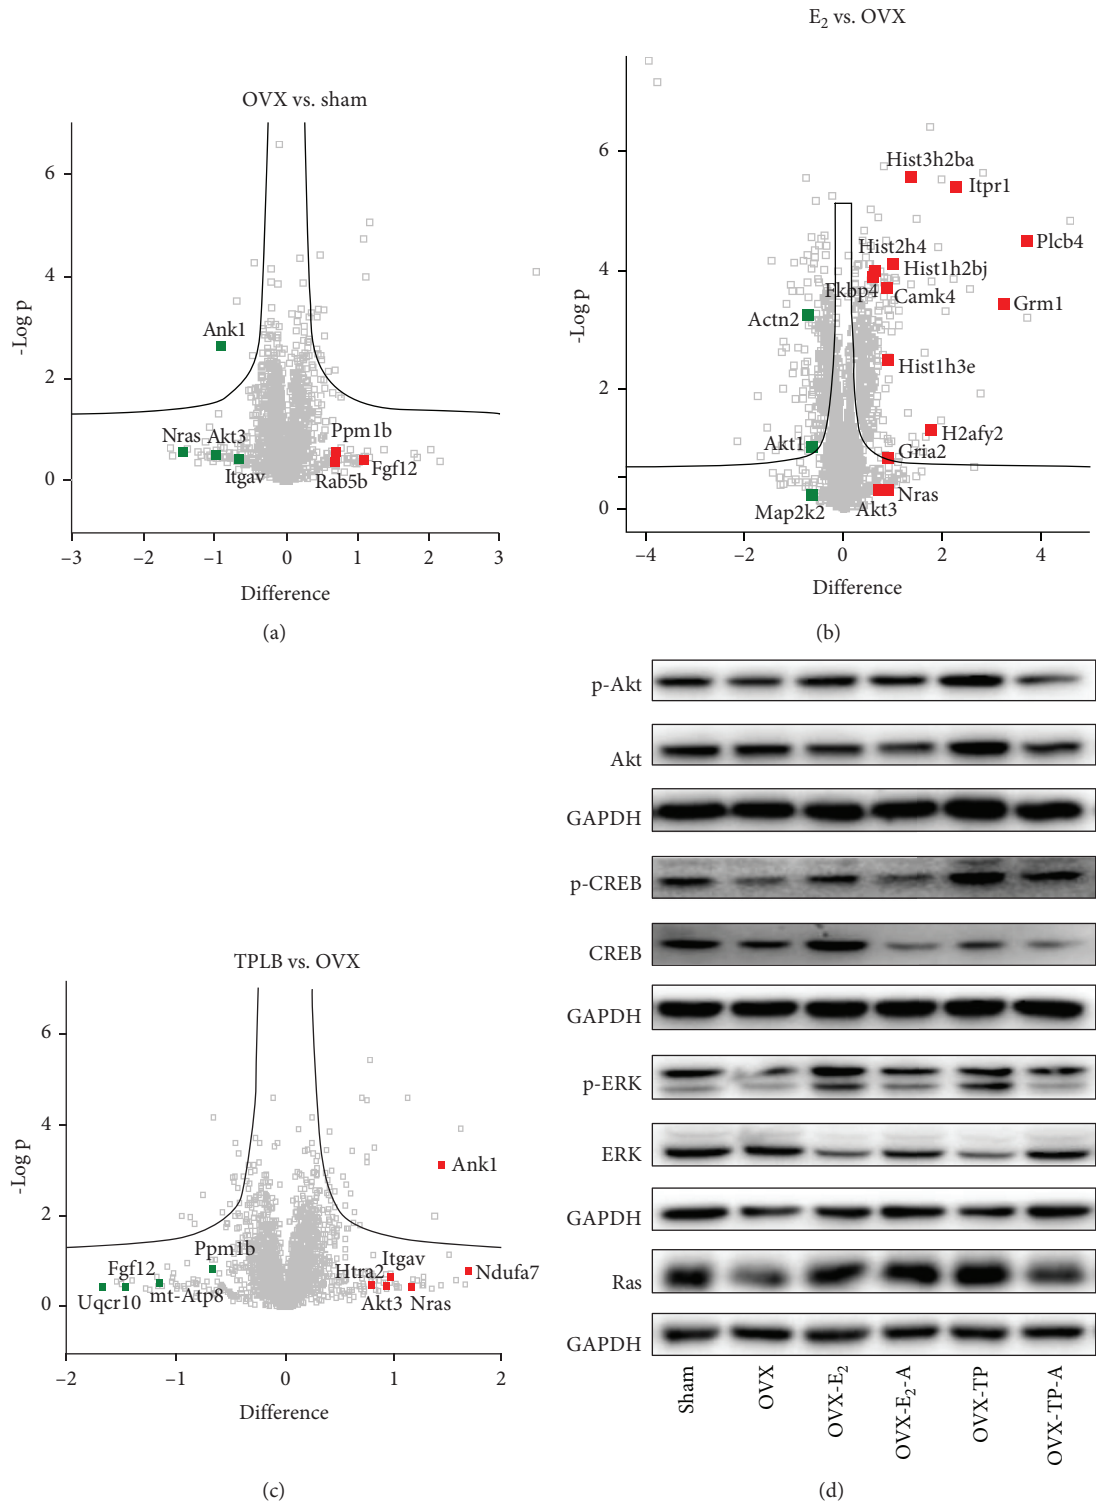 OVX vs. sham
6
4
2
0
-Log p
Ank1
Nras
Akt3
Itgav
Ppm1b
Rab5b
Fgf12
−3
−2
−1
0
1
2
3
Difference
(a)
E2 vs. OVX
6
4
2
0
-Log p
Hist3h2ba
Itpr1
Plcb4
Hist2h4
Hist1h2bj
Fkbp4
Camk4
Grm1
Actn2
Hist1h3e
H2afy2
Akt1
Gria2
Map2k2
Akt3
Nras
−4
−2
0
2
4
Difference
(b)
TPLB vs. OVX
6
4
2
0
-Log p
Ank1
Ppm1b
Fgf12
Uqcr10
mt-Atp8
Itgav
Htra2
Ndufa7
Akt3
Nras
−2
−1
0
1
2
Difference
(c)
p-Akt
Akt
GAPDH
p-CREB
CREB
GAPDH
p-ERK
ERK
GAPDH
Ras
GAPDH
Sham
OVX
OVX-E2
OVX-E2-A
OVX-TP
OVX-TP-A
(d)